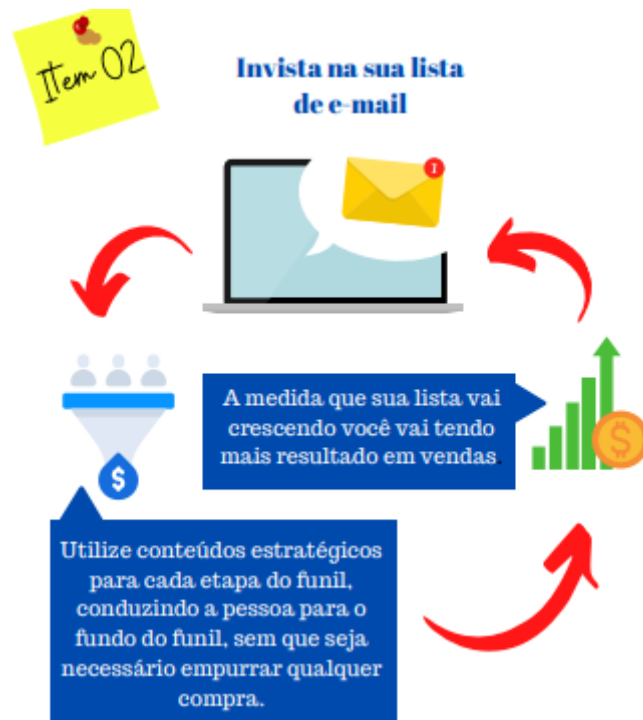 Item 02
Invista na sua lista
de e-mail
1
A medida que sua lista vai
crescendo você vai tendo
mais resultado em vendas.
$
$
Utilize conteúdos estratégicos
para cada etapa do funil,
conduzindo a pessoa para o
fundo do funil, sem que seja
necessário empurrar qualquer
compra.